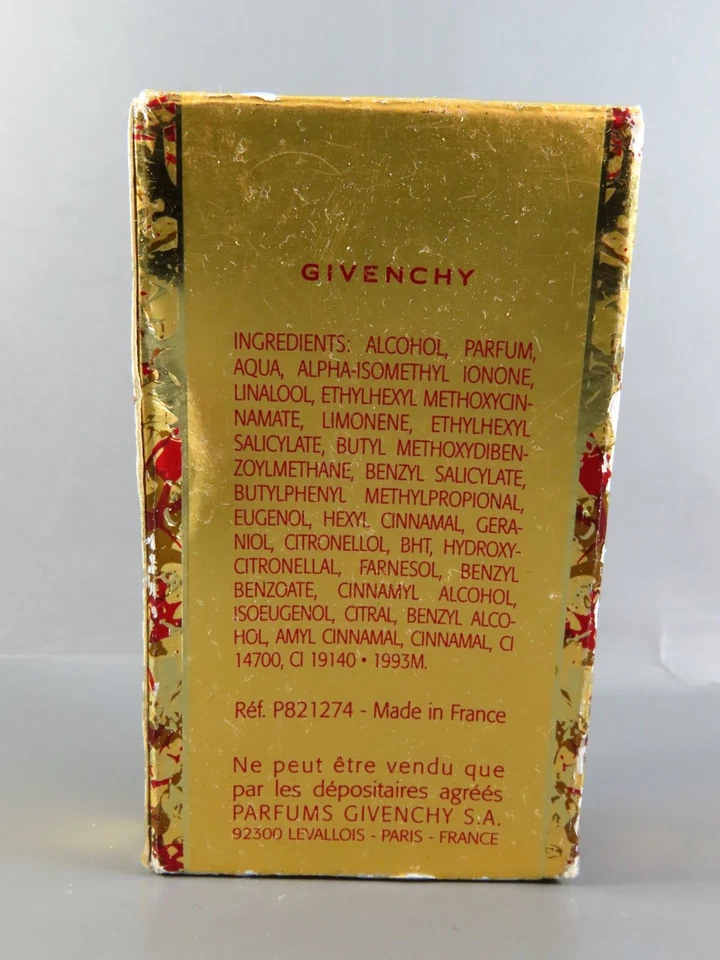 GIVENCHY
INGREDIENTS: ALCOHOL, PARFUM,
AQUA, ALPHA-ISOMETHYL IONONE,
LINALOOL, ETHYLHEXYL METHOXYCIN-
NAMATE, LIMONENE, ETHYLHEXYL
SALICYLATE, BUTYL METHOXYDIBEN-
ZOYLMETHANE, BENZYL SALICYLATE,
BUTYLPHENYL METHYLPROPIONAL,
EUGENOL, HEXYL CINNAMAL, GERA-
NIOL, CITRONELLOL, BHT, HYDROXY-
CITRONELLAL, FARNESOL, BENZYL
BENZOATE, CINNAMYL ALCOHOL,
ISOEUGENOL, CITRAL, BENZYL ALCO-
HOL, AMYL CINNAMAL, CINNAMAL, CI
14700, CI 19140 • 1993M.
Réf. P821274 - Made in France
Ne peut être vendu que
par les dépositaires agréés
PARFUMS GIVENCHY S.A.
92300 LEVALLOIS - PARIS - FRANCE